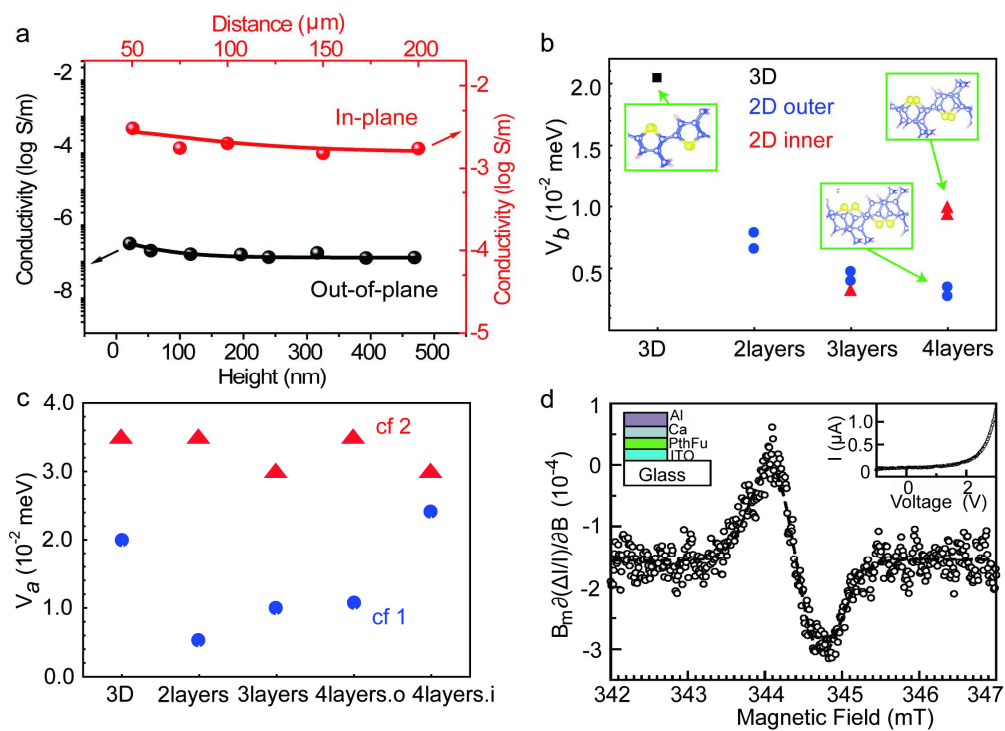 a
Distance (μm)
50 100 150 200
-2
-4
-6
-8
Conductivity (log S/m)
In-plane
Out-of-plane
-2
-3
-4
-5
Conductivity (log S/m)
0 100 200 300 400 500
Height (nm)
b
2.0
1.5
1.0
0.5
V_b (10^-2 meV)
3D
2D outer
2D inner
3D 2layers 3layers 4layers
c
4.0
3.0
2.0
1.0
0.0
V_a (10^-2 meV)
cf 2
cf 1
3D 2layers 3layers 4layers.o 4layers.i
d
1
0
-1
-2
-3
B_m∂(ΔI/I)/∂B (10^-4)
Al
Ca
PthFu
ITO
Glass
I (μA)
1.0
0.5
0
0 2
Voltage (V)
342 343 344 345 346 347
Magnetic Field (mT)